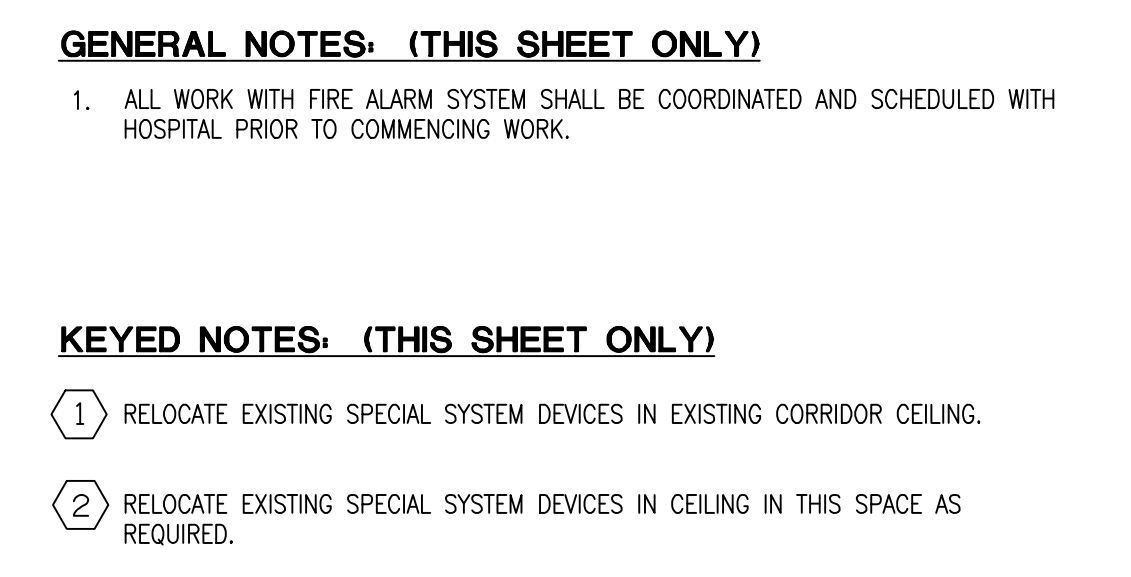 GENERAL NOTES: (THIS SHEET ONLY)
1. ALL WORK WITH FIRE ALARM SYSTEM SHALL BE COORDINATED AND SCHEDULED WITH
HOSPITAL PRIOR TO COMMENCING WORK.
KEYED NOTES: (THIS SHEET ONLY)
1 RELOCATE EXISTING SPECIAL SYSTEM DEVICES IN EXISTING CORRIDOR CEILING.
2 RELOCATE EXISTING SPECIAL SYSTEM DEVICES IN CEILING IN THIS SPACE AS
REQUIRED.